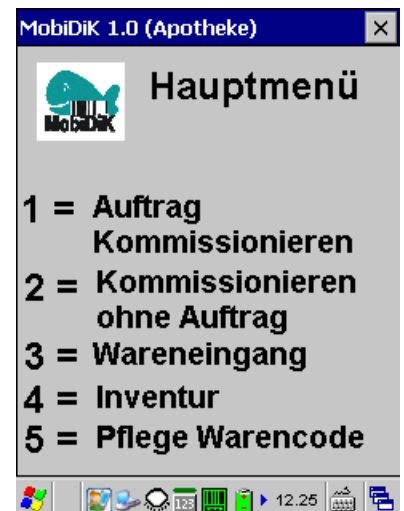 MobiDiK 1.0 (Apotheke)
MobiDiK
Hauptmenü
1 = Auftrag
Kommissionieren
2 = Kommissionieren
ohne Auftrag
3 = Wareneingang
4 = Inventur
5 = Pflege Warencode
123
12.25